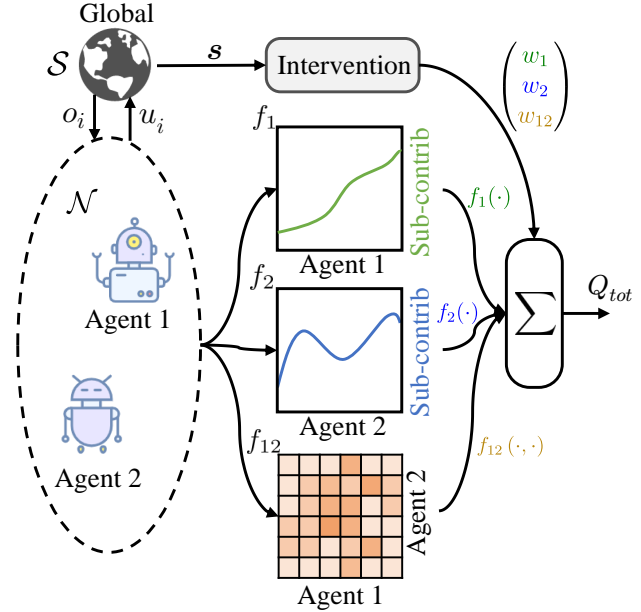 Global
𝒮
s
Intervention
w₁
w₂
w₁₂
oᵢ
uᵢ
f₁
𝒩
Sub-contrib
f₁(·)
Agent 1
Agent 1
f₂
Sub-contrib
f₂(·)
∑
Q_tot
Agent 2
Agent 2
f₁₂
f₁₂(·,·)
Agent 2
Agent 1